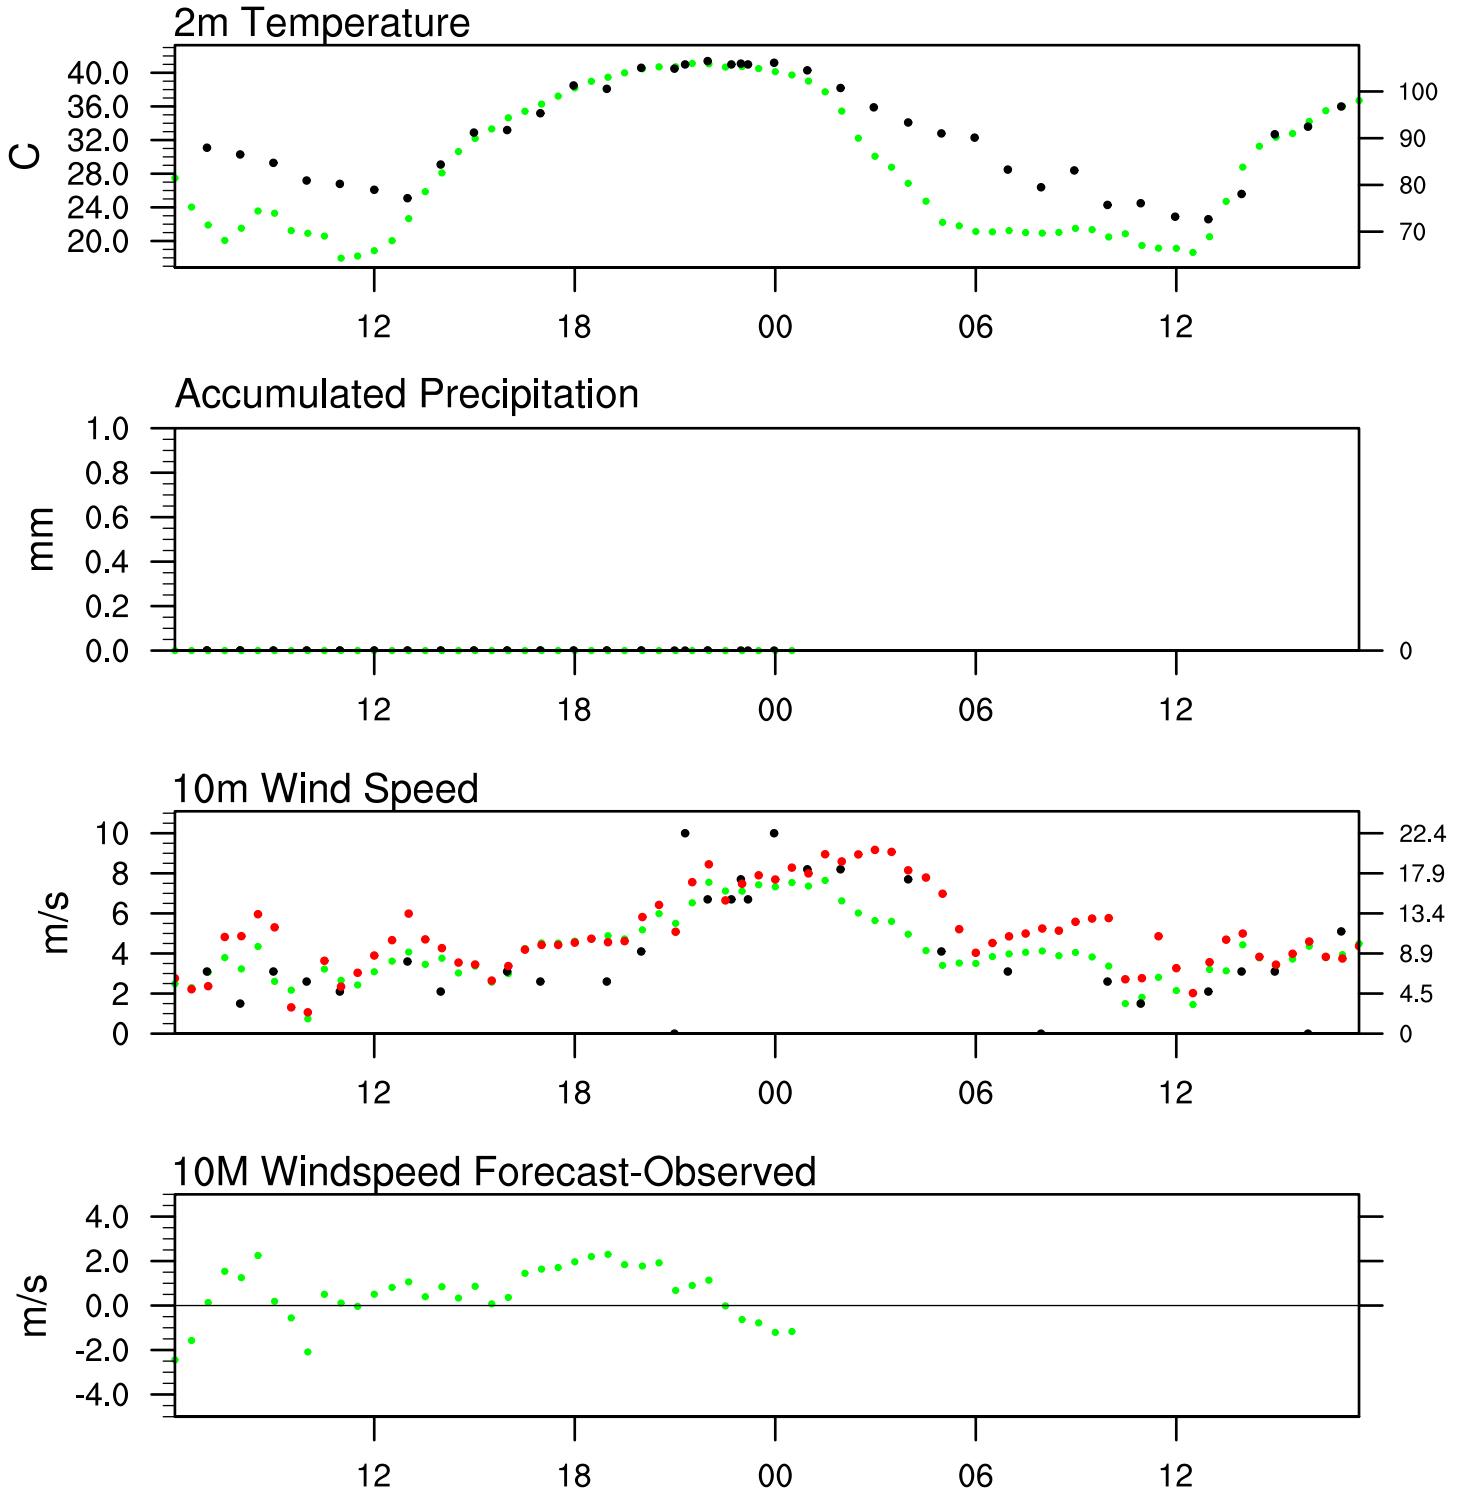 2m Temperature
40.0
36.0
32.0
28.0
24.0
20.0
C
100
90
80
70
12 18 00 06 12
Accumulated Precipitation
1.0
0.8
0.6
0.4
0.2
0.0
mm
0
12 18 00 06 12
10m Wind Speed
10
8
6
4
2
0
m/s
22.4
17.9
13.4
8.9
4.5
0
12 18 00 06 12
10M Windspeed Forecast-Observed
4.0
2.0
0.0
-2.0
-4.0
m/s
12 18 00 06 12